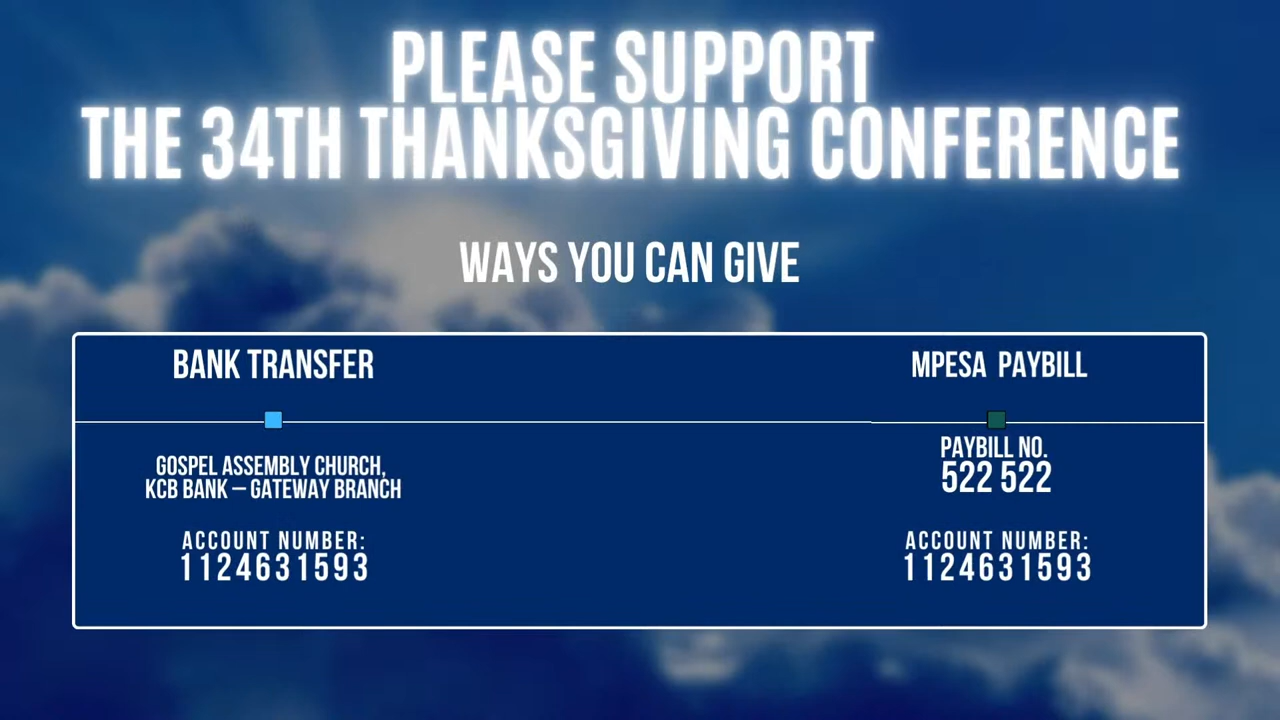 PLEASE SUPPORT
THE 34TH THANKSGIVING CONFERENCE
WAYS YOU CAN GIVE
BANK TRANSFER
GOSPEL ASSEMBLY CHURCH,
KCB BANK – GATEWAY BRANCH
ACCOUNT NUMBER:
1124631593
MPESA PAYBILL
PAYBILL NO.
522 522
ACCOUNT NUMBER:
1124631593